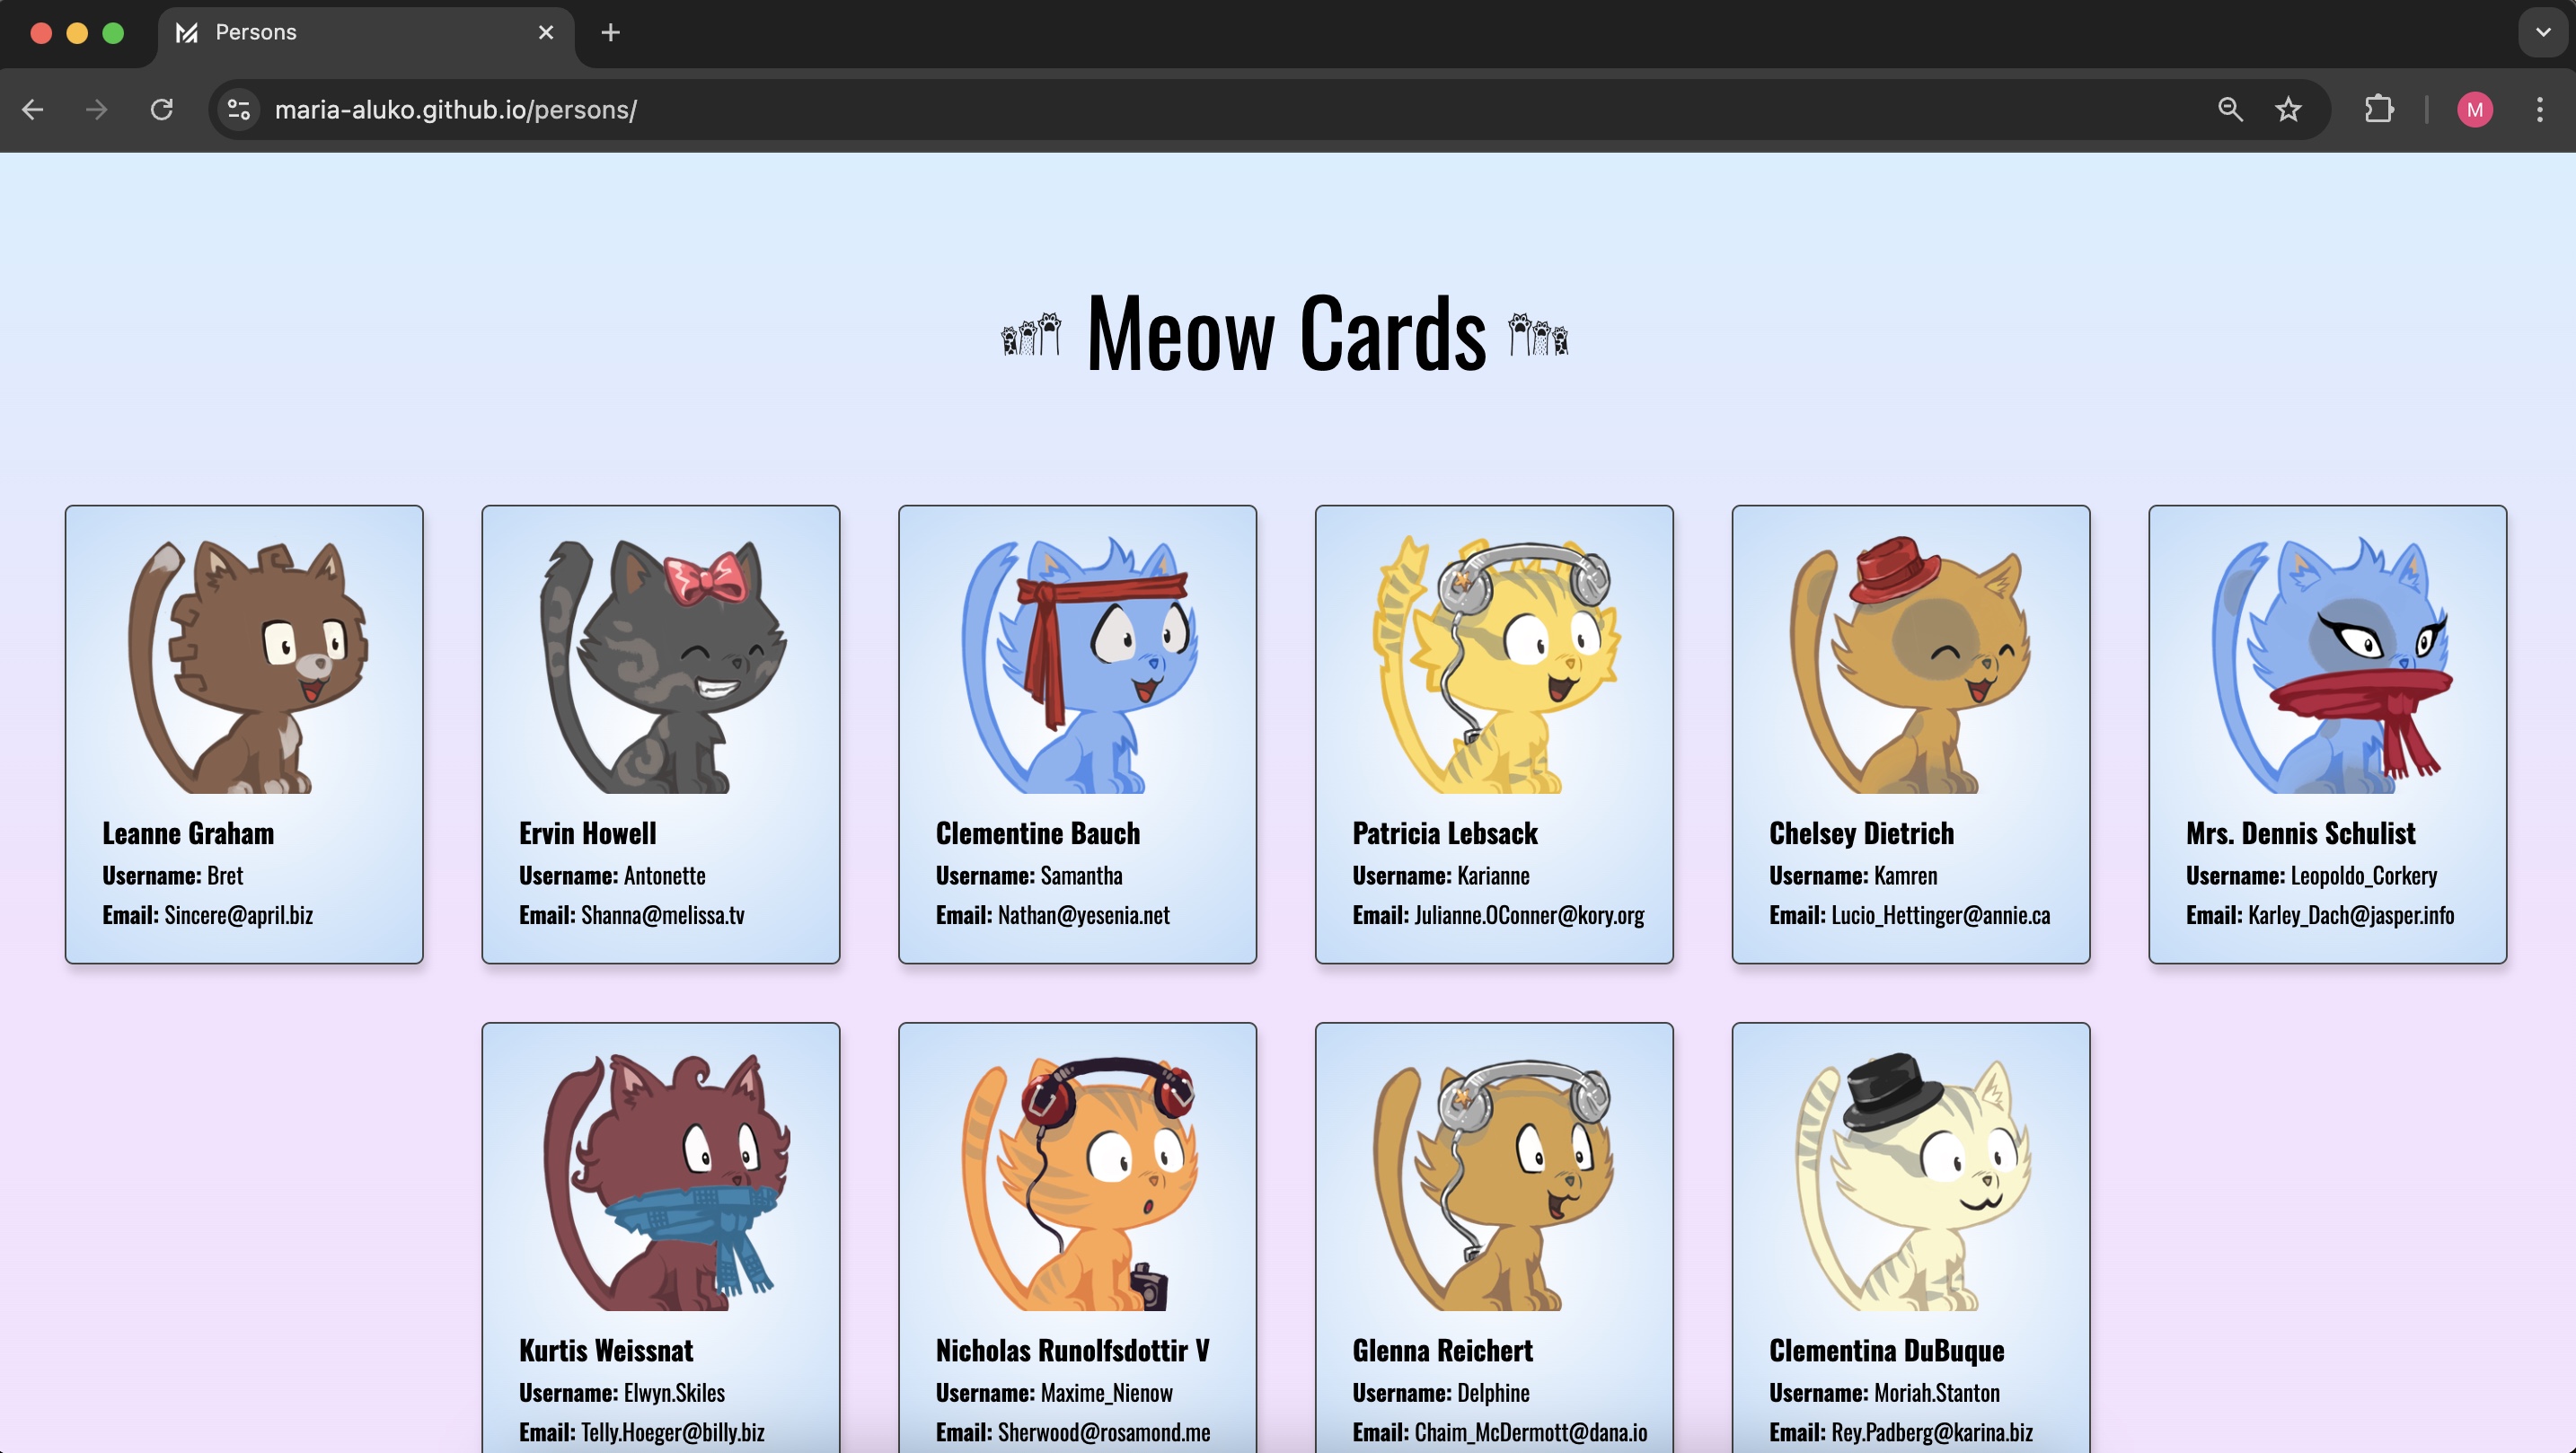 Persons
maria-aluko.github.io/persons/
M
Meow Cards
Leanne Graham
Username: Bret
Email: Sincere@april.biz
Ervin Howell
Username: Antonette
Email: Shanna@melissa.tv
Clementine Bauch
Username: Samantha
Email: Nathan@yesenia.net
Patricia Lebsack
Username: Karianne
Email: Julianne.OConner@kory.org
Chelsey Dietrich
Username: Kamren
Email: Lucio_Hettinger@annie.ca
Mrs. Dennis Schulist
Username: Leopoldo_Corkery
Email: Karley_Dach@jasper.info
Kurtis Weissnat
Username: Elwyn.Skiles
Email: Telly.Hoeger@billy.biz
Nicholas Runolfsdottir V
Username: Maxime_Nienow
Email: Sherwood@rosamond.me
Glenna Reichert
Username: Delphine
Email: Chaim_McDermott@dana.io
Clementina DuBuque
Username: Moriah.Stanton
Email: Rey.Padberg@karina.biz